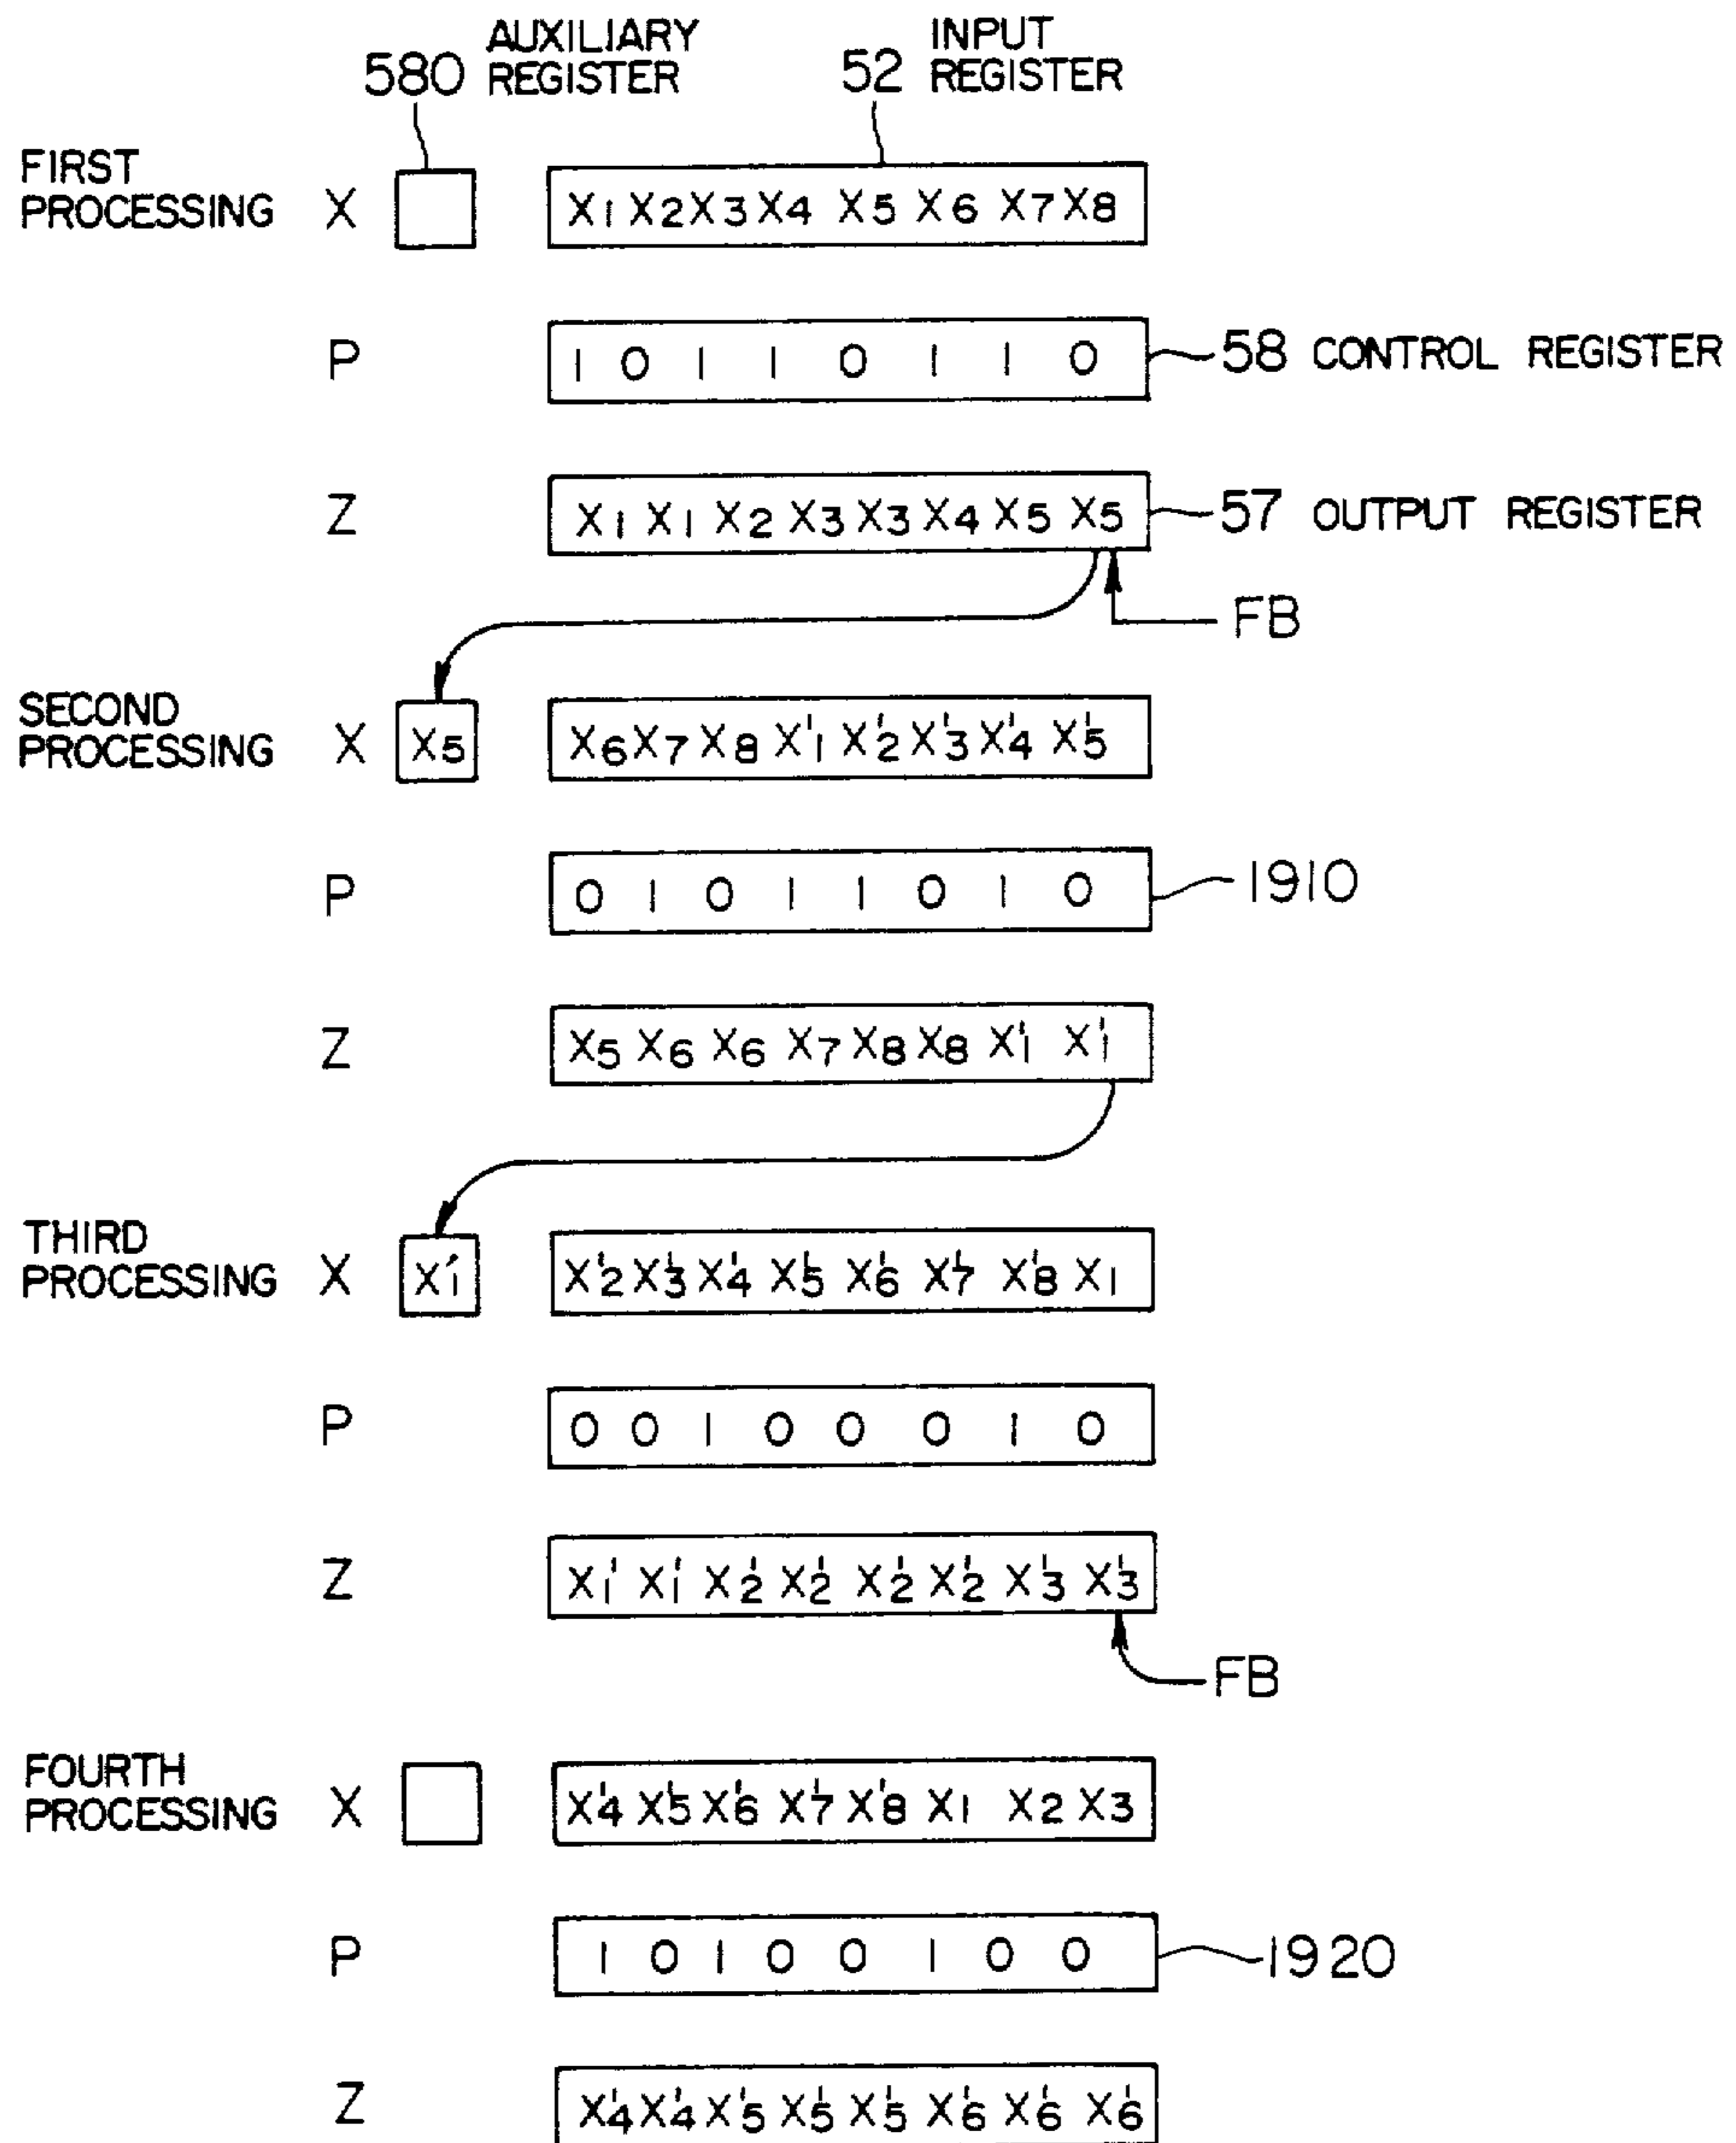 580 AUXILIARY REGISTER
52 INPUT REGISTER
FIRST PROCESSING
X
X1 X2 X3 X4 X5 X6 X7 X8
P
1 0 1 1 0 1 1 0
58 CONTROL REGISTER
Z
X1 X1 X2 X3 X3 X4 X5 X5
57 OUTPUT REGISTER
FB
SECOND PROCESSING
X
X5
X6 X7 X8 X'1 X'2 X'3 X'4 X'5
P
0 1 0 1 1 0 1 0
1910
Z
X5 X6 X6 X7 X8 X8 X'1 X'1
THIRD PROCESSING
X
X'1
X'2 X'3 X'4 X'5 X'6 X'7 X'8 X1
P
0 0 1 0 0 0 1 0
Z
X'1 X'1 X'2 X'2 X'2 X'2 X'3 X'3
FB
FOURTH PROCESSING
X
X'4 X'5 X'6 X'7 X'8 X1 X2 X3
P
1 0 1 0 0 1 0 0
1920
Z
X'4 X'4 X'5 X'5 X'5 X'6 X'6 X'6